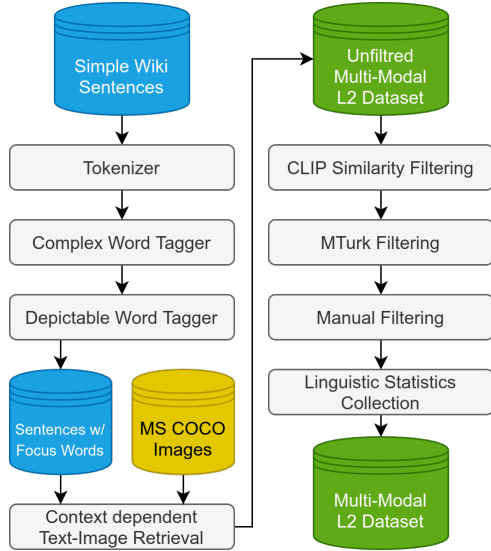 Simple Wiki
Sentences
Tokenizer
Complex Word Tagger
Depictable Word Tagger
Sentences w/
Focus Words
MS COCO
Images
Context dependent
Text-Image Retrieval
Unfiltred
Multi-Modal
L2 Dataset
CLIP Similarity Filtering
MTurk Filtering
Manual Filtering
Linguistic Statistics
Collection
Multi-Modal
L2 Dataset